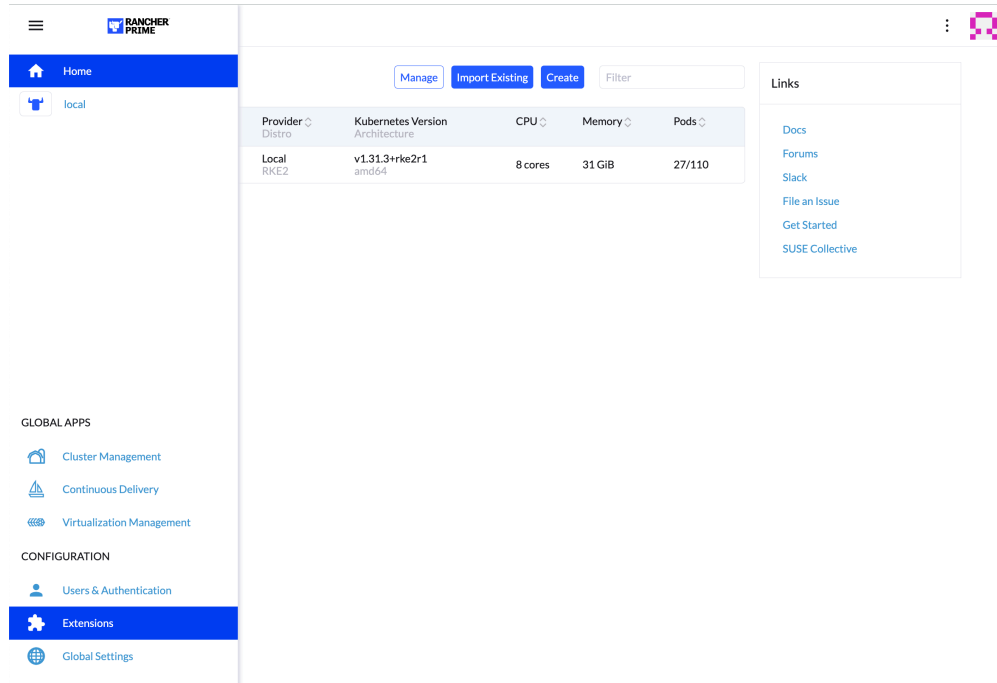 RANCHER
PRIME
Home
local
GLOBAL APPS
Cluster Management
Continuous Delivery
Virtualization Management
CONFIGURATION
Users & Authentication
Extensions
Global Settings
Manage Import Existing Create Filter
Provider Kubernetes Version CPU Memory Pods
Distro Architecture
Local v1.31.3+rke2r1 8 cores 31 GiB 27/110
RKE2 amd64
Links
Docs
Forums
Slack
File an Issue
Get Started
SUSE Collective